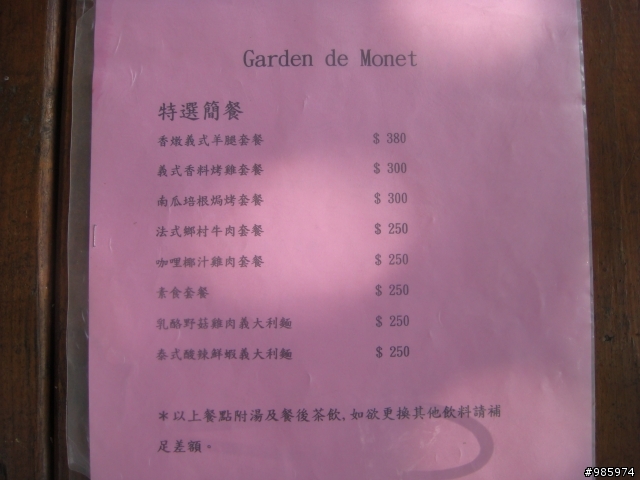 Garden de Monet
特選簡餐
香燉義式羊腿套餐 $ 380
義式香料烤雞套餐 $ 300
南瓜培根焗烤套餐 $ 300
法式鄉村牛肉套餐 $ 250
咖哩椰汁雞肉套餐 $ 250
素食套餐 $ 250
乳酪野菇雞肉義大利麵 $ 250
泰式酸辣鮮蝦義大利麵 $ 250
＊以上餐點附湯及餐後茶飲,如欲更換其他飲料請補
足差額。
#985974